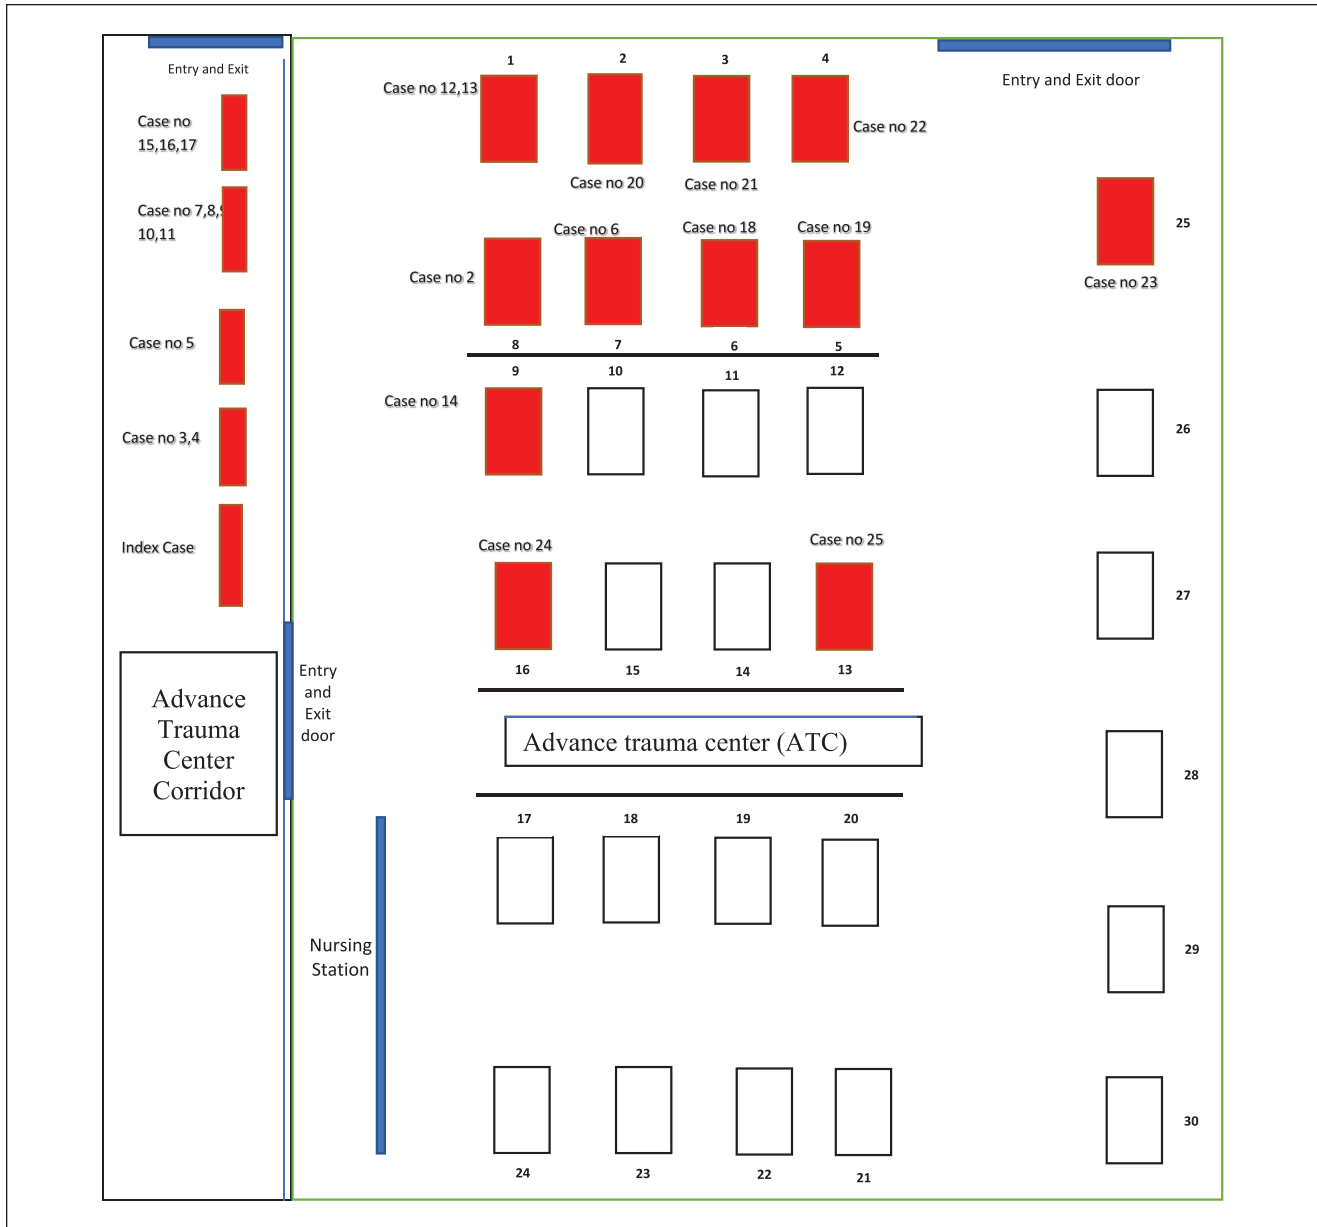 Entry and Exit
Case no
15,16,17
Case no 7,8,9
10,11
Case no 5
Case no 3,4
Index Case
Advance
Trauma
Center
Corridor
Entry
and
Exit
door
1
2
3
4
Case no 12,13
Case no 22
Case no 20
Case no 21
Entry and Exit door
25
Case no 23
Case no 6
Case no 18
Case no 19
Case no 2
8
7
6
5
9
10
11
12
Case no 14
26
Case no 24
Case no 25
27
16
15
14
13
Advance trauma center (ATC)
28
17
18
19
20
Nursing
Station
29
24
23
22
21
30